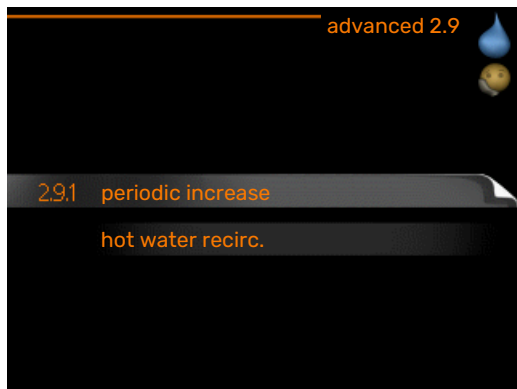 advanced 2.9
2.9.1 periodic increase
hot water recirc.